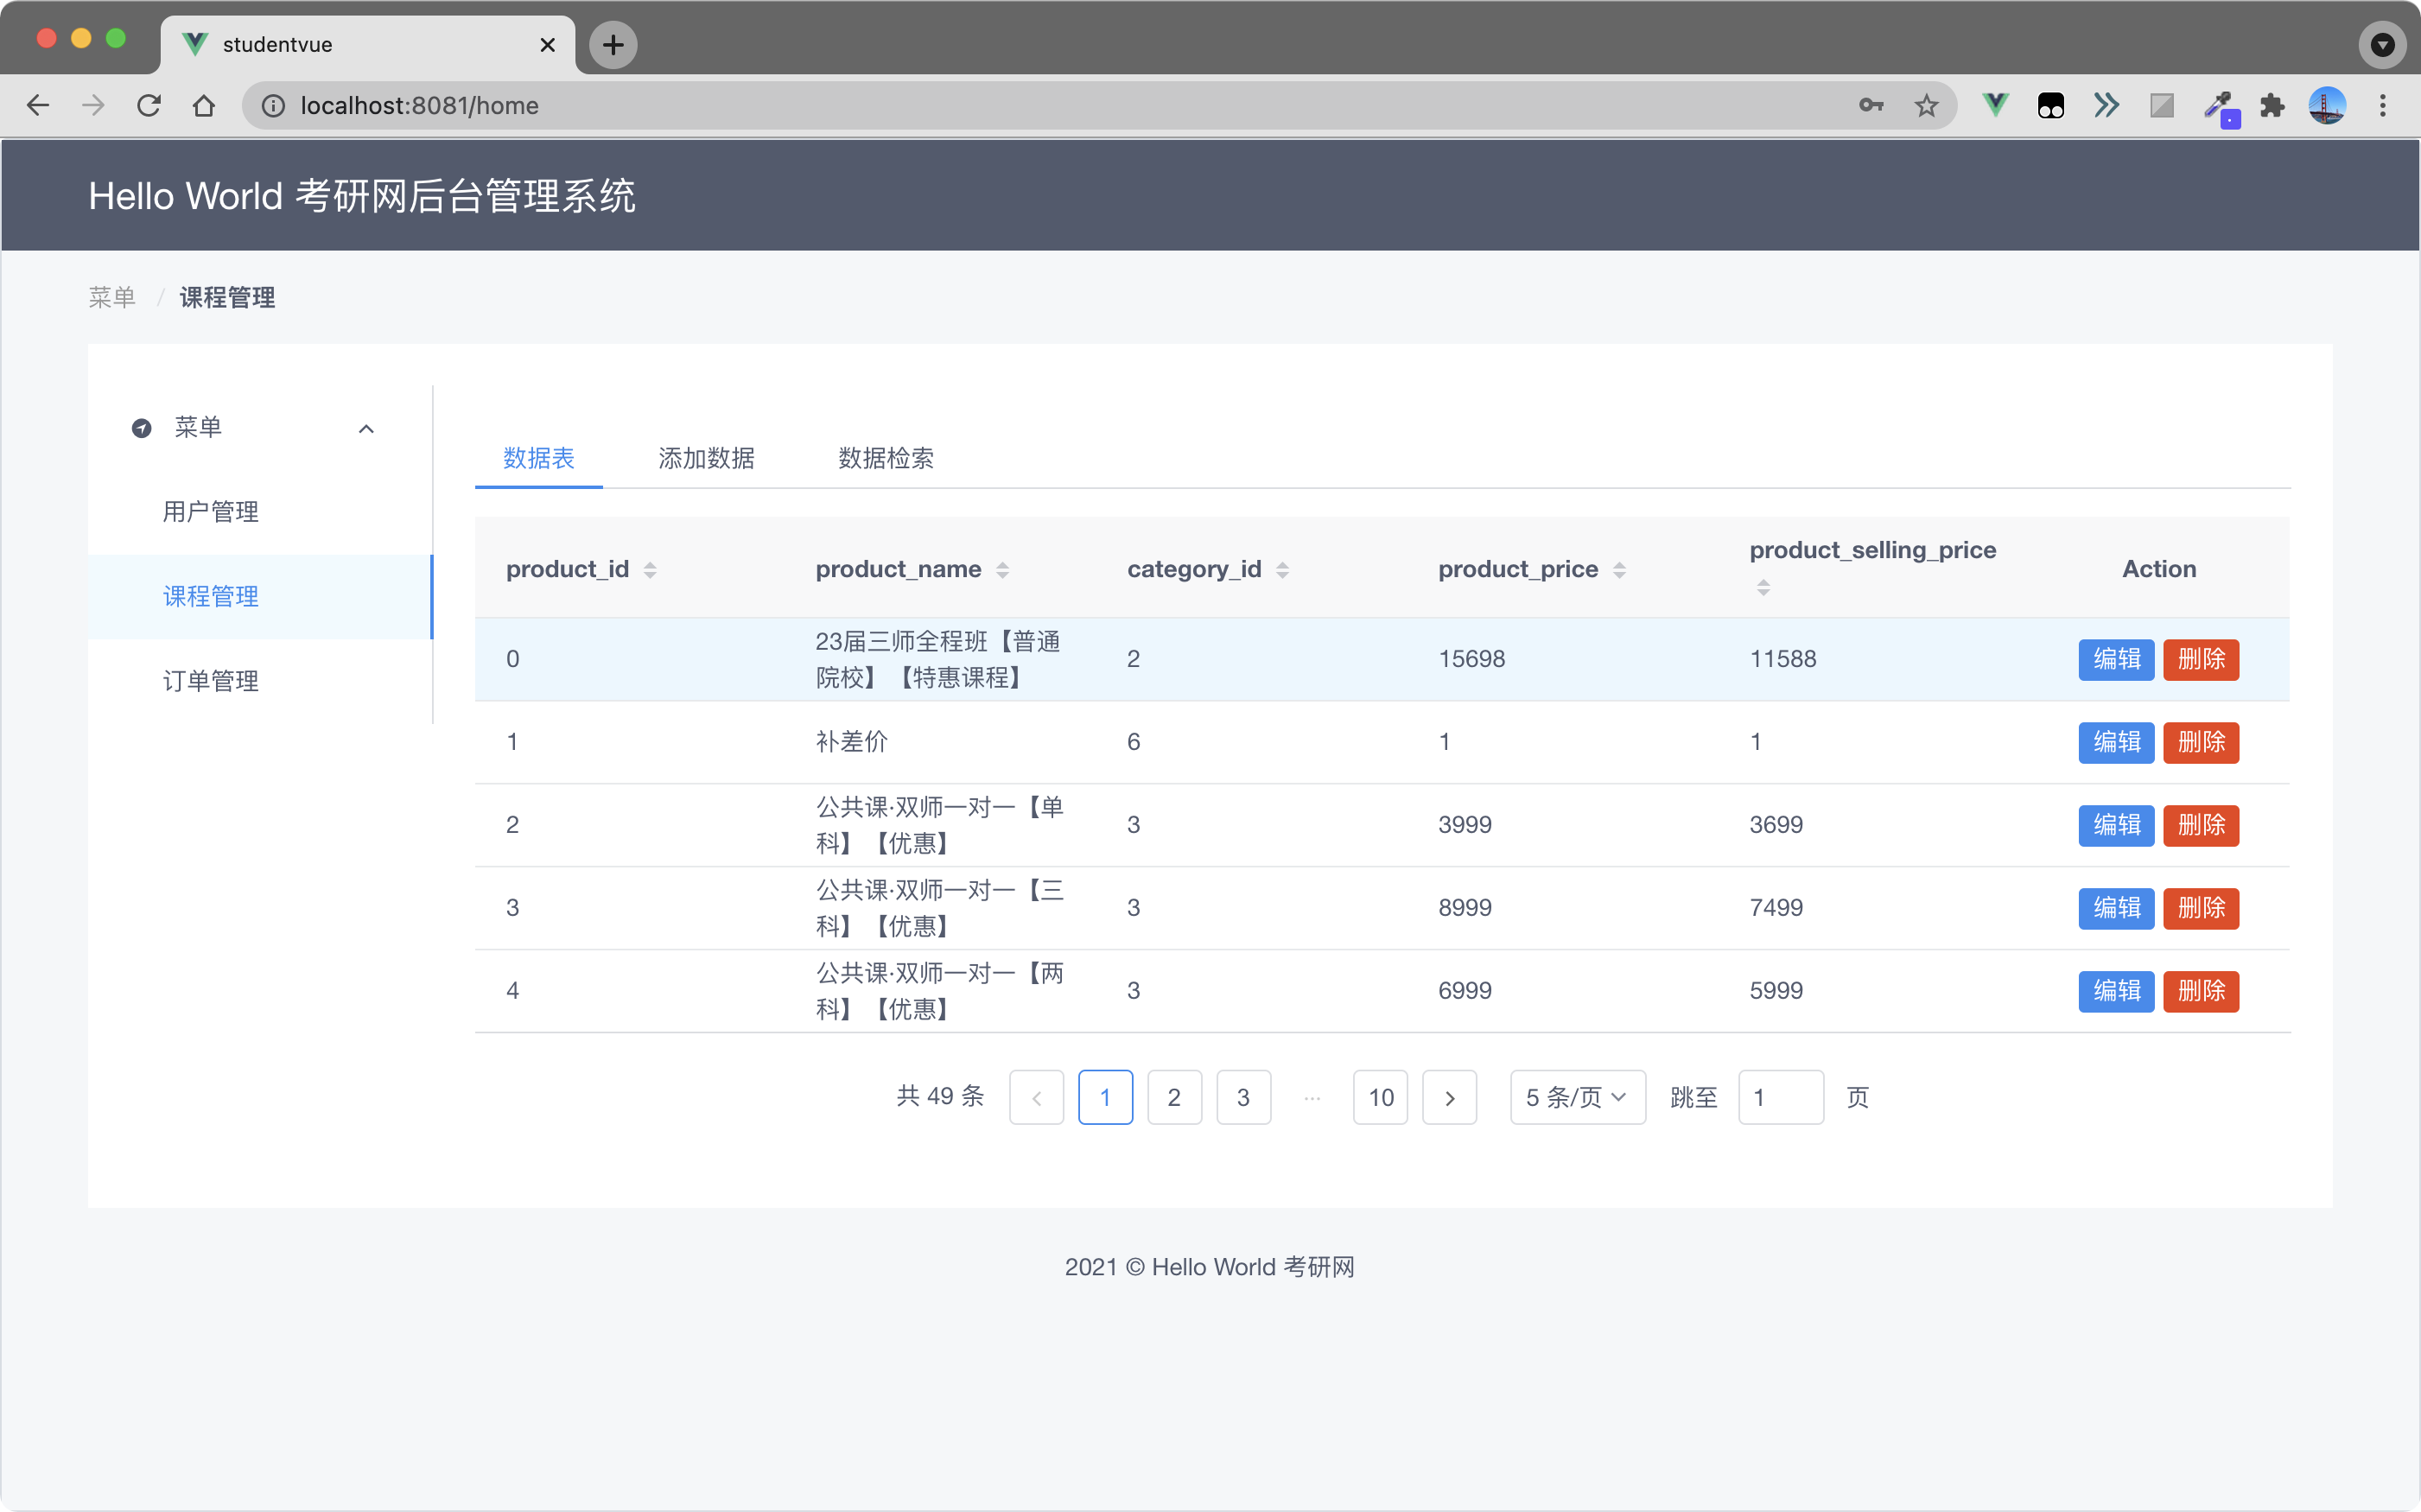 studentvue
localhost:8081/home
Hello World 考研网后台管理系统
菜单 / 课程管理
菜单
用户管理
课程管理
订单管理
数据表 添加数据 数据检索
product_id product_name category_id product_price product_selling_price Action
0 23届三师全程班【普通
院校】【特惠课程】 2 15698 11588 编辑 删除
1 补差价 6 1 1 编辑 删除
2 公共课·双师一对一【单
科】【优惠】 3 3999 3699 编辑 删除
3 公共课·双师一对一【三
科】【优惠】 3 8999 7499 编辑 删除
4 公共课·双师一对一【两
科】【优惠】 3 6999 5999 编辑 删除
共 49 条 1 2 3 ··· 10 5 条/页 跳至 1 页
2021 © Hello World 考研网